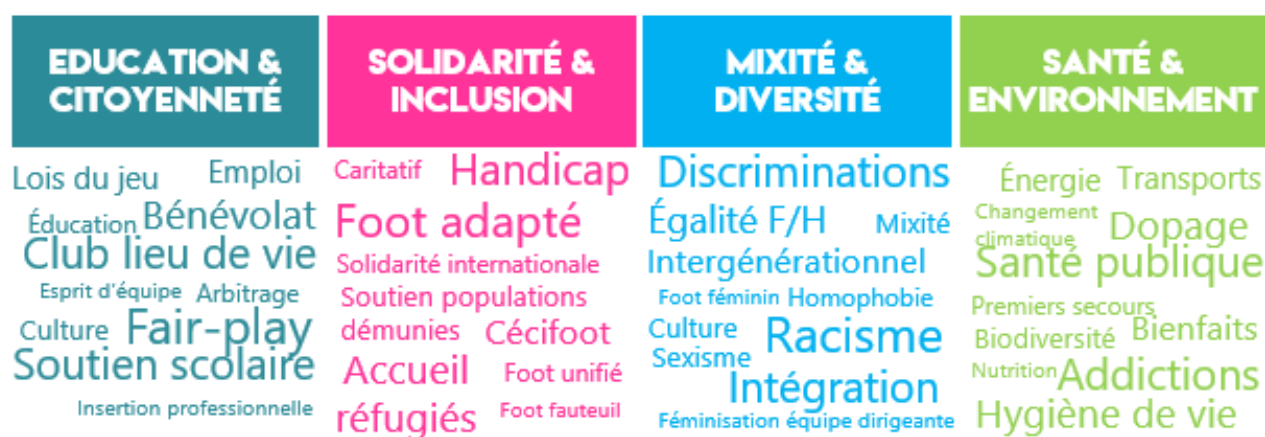 EDUCATION &
CITOYENNETÉ
Lois du jeu Emploi
Éducation Bénévolat
Club lieu de vie
Esprit d'équipe Arbitrage
Culture Fair-play
Soutien scolaire
Insertion professionnelle
SOLIDARITÉ &
INCLUSION
Caritatif Handicap
Foot adapté
Solidarité internationale
Soutien populations
démunies Cécifoot
Accueil Foot unifié
réfugiés Foot fauteuil
MIXITÉ &
DIVERSITÉ
Discriminations
Égalité F/H Mixité
Intergénérationnel
Foot féminin Homophobie
Culture Racisme
Sexisme
Intégration
Féminisation équipe dirigeante
SANTÉ &
ENVIRONNEMENT
Énergie Transports
Changement Dopage
climatique
Santé publique
Premiers secours
Biodiversité Bienfaits
Nutrition Addictions
Hygiène de vie